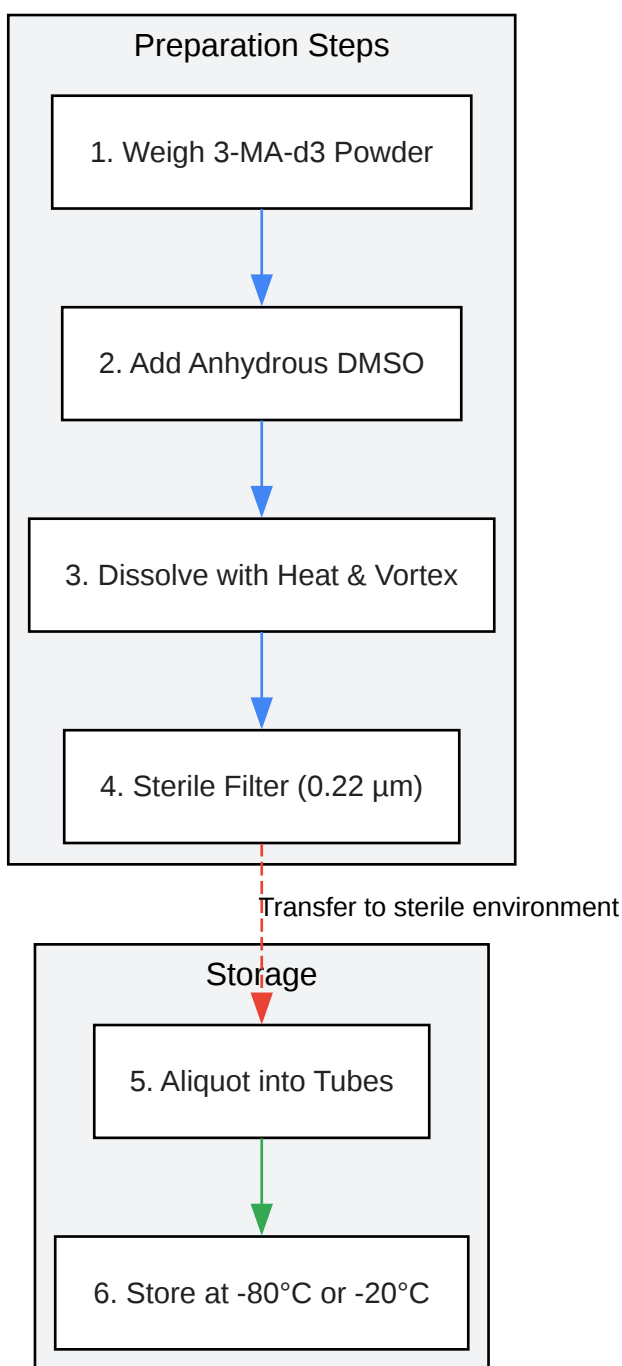 Preparation Steps
1. Weigh 3-MA-d3 Powder
2. Add Anhydrous DMSO
3. Dissolve with Heat & Vortex
4. Sterile Filter (0.22 µm)
Transfer to sterile environment
Storage
5. Aliquot into Tubes
6. Store at -80°C or -20°C